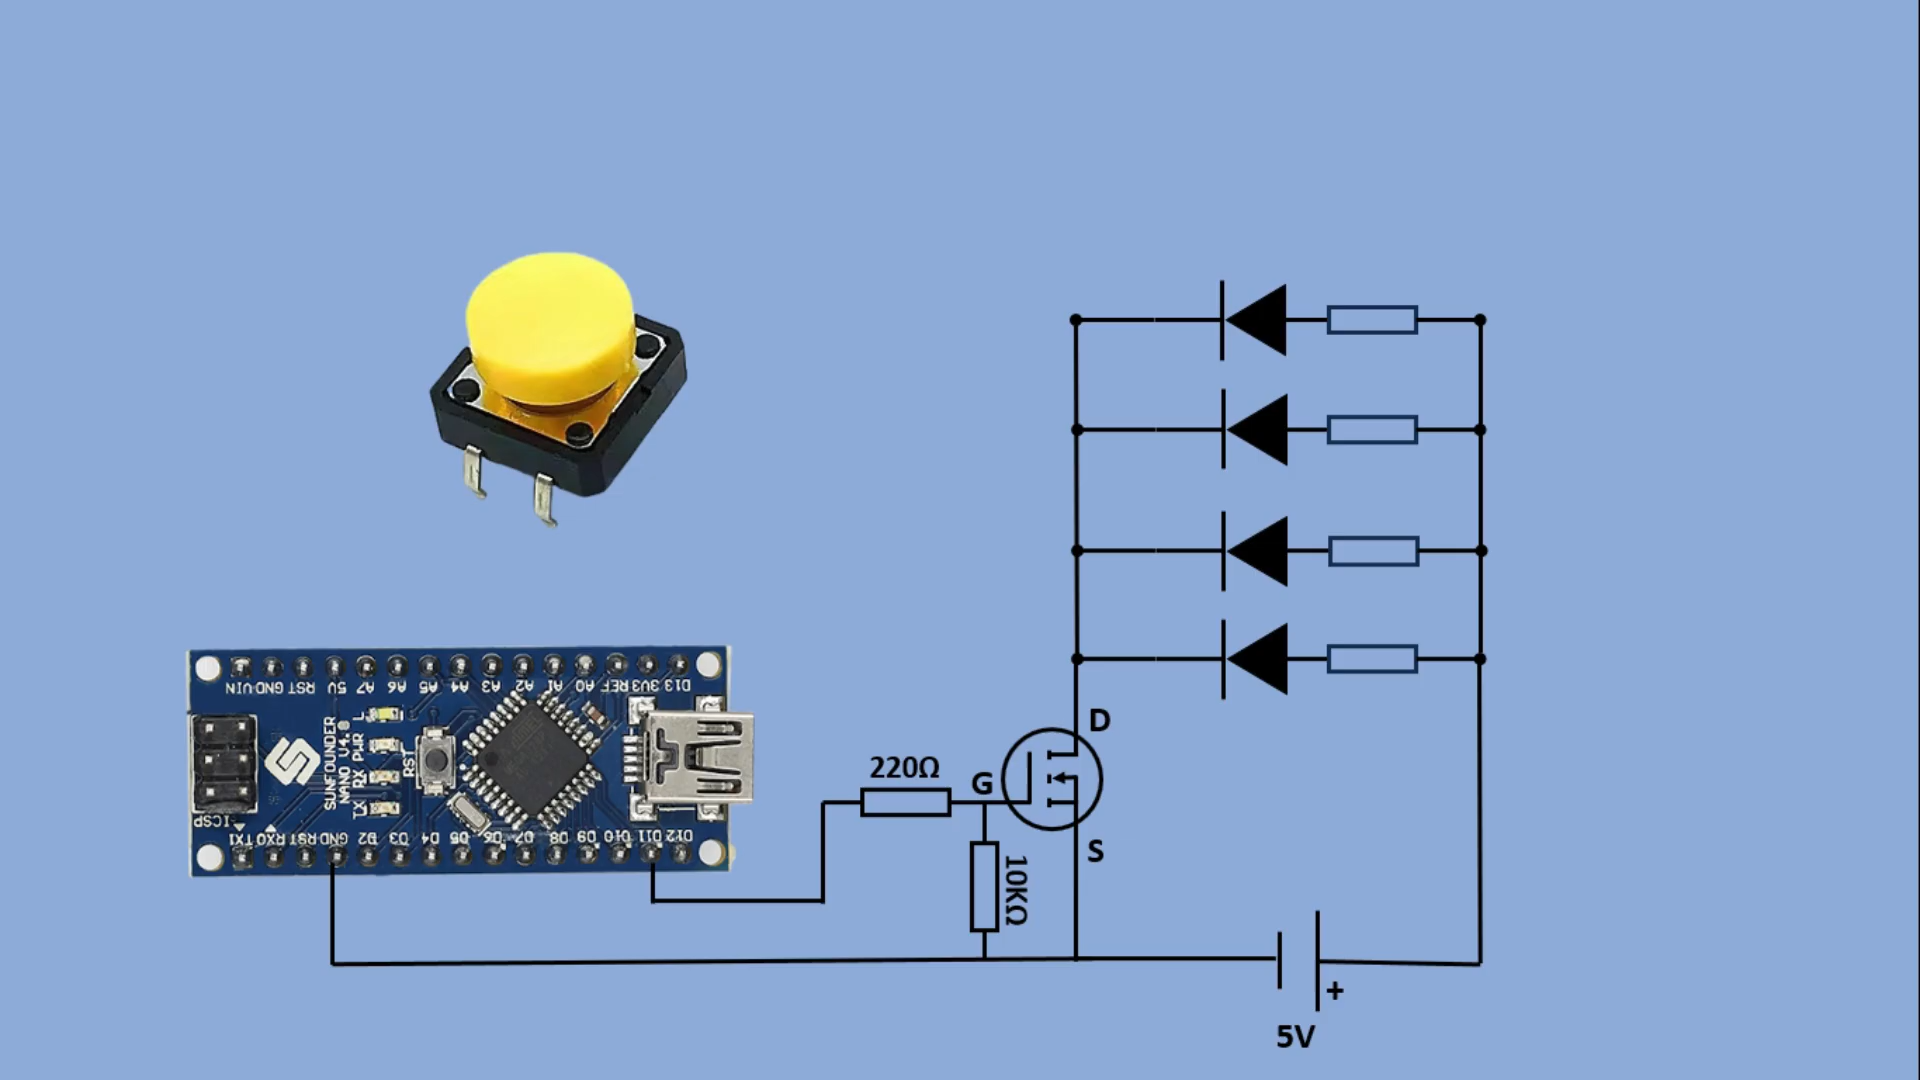 VIN GND RST 5V A7 A6 A5 A4 A3 A2 A1 A0 REF 3V3 D13
L
PWR
RX
TX
RST
SUNFOUNDER
NANO V4.0
ICSP
TX1 RX0 RST GND D2 D3 D4 D5 D6 D7 D8 D9 D10 D11 D12
220Ω
G
D
S
10KΩ
+
5V